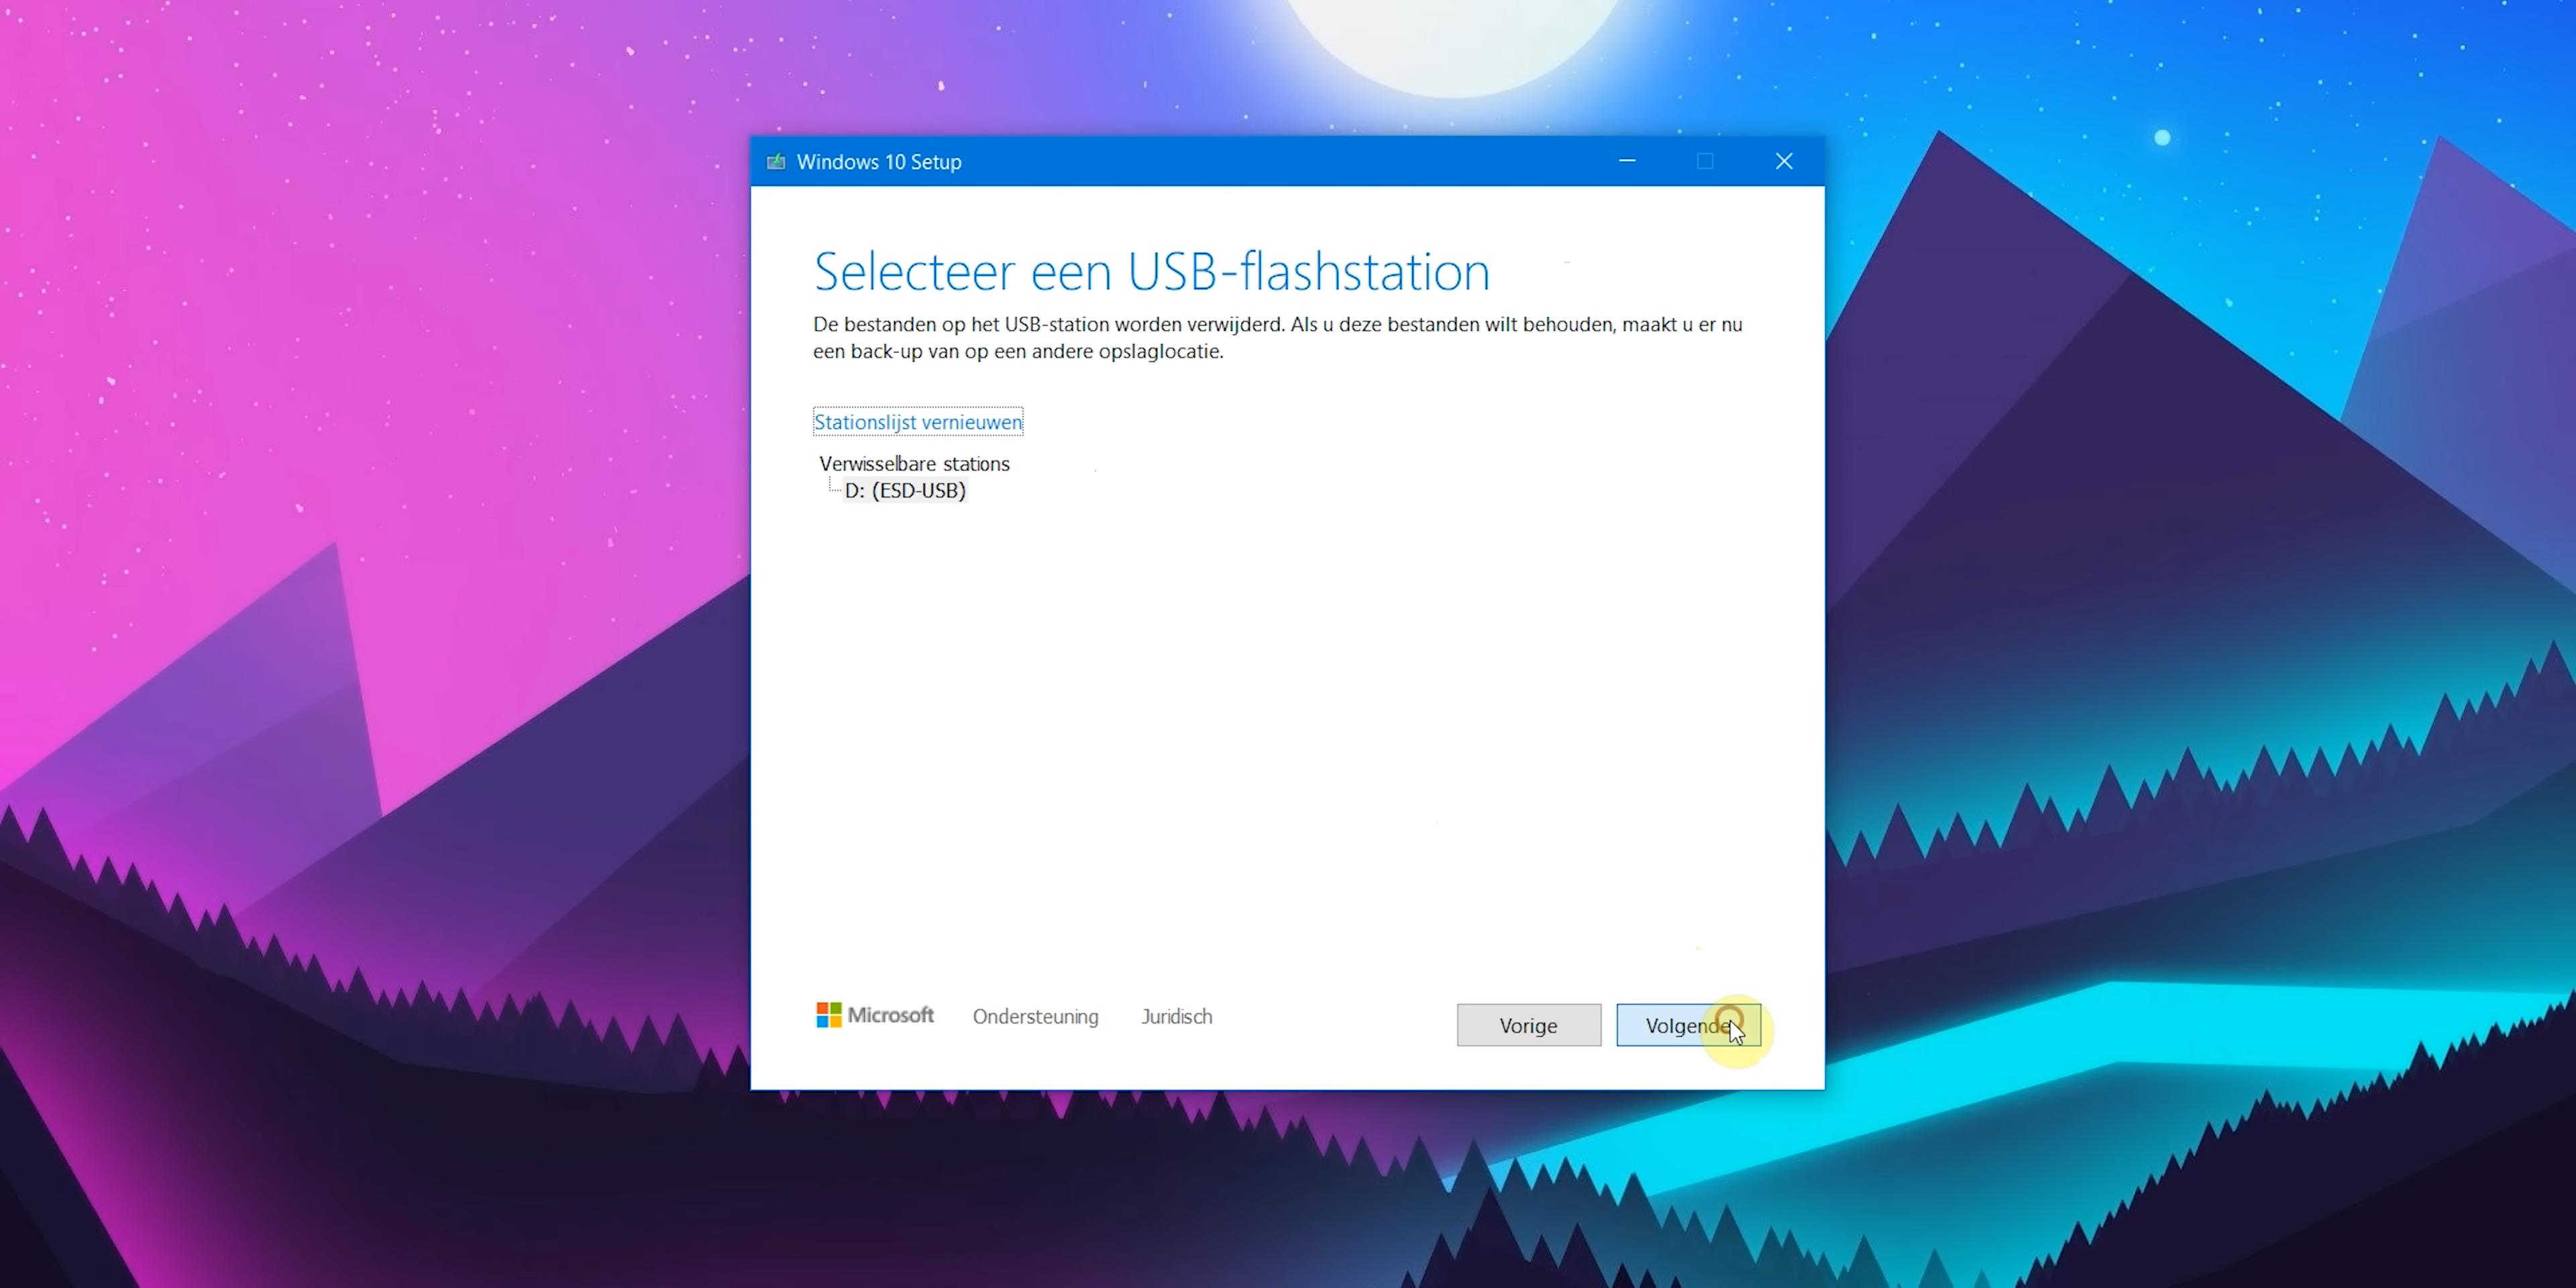 Windows 10 Setup
Selecteer een USB-flashstation
De bestanden op het USB-station worden verwijderd. Als u deze bestanden wilt behouden, maakt u er nu
een back-up van op een andere opslaglocatie.
Stationslijst vernieuwen
Verwisselbare stations
D: (ESD-USB)
Microsoft
Ondersteuning
Juridisch
Vorige
Volgende